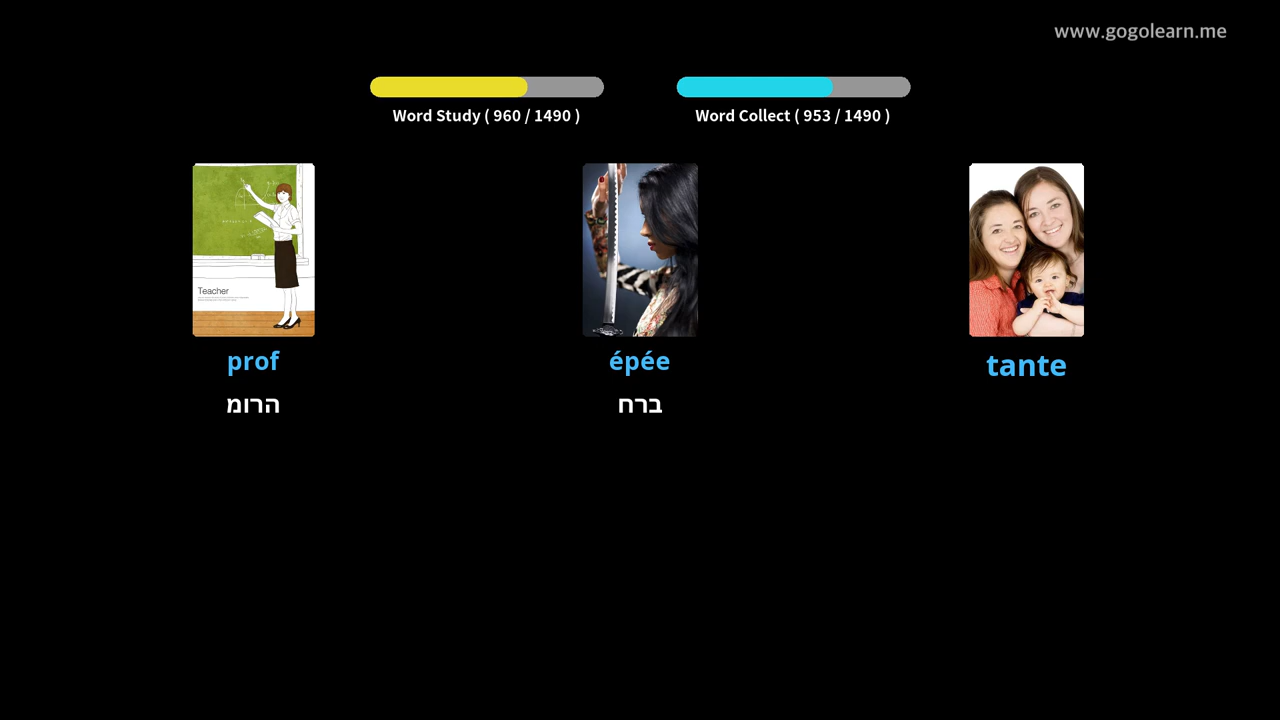 www.gogolearn.me
Word Study ( 960 / 1490 )
Word Collect ( 953 / 1490 )
Teacher
prof
épée
tante
הרומ
ברח